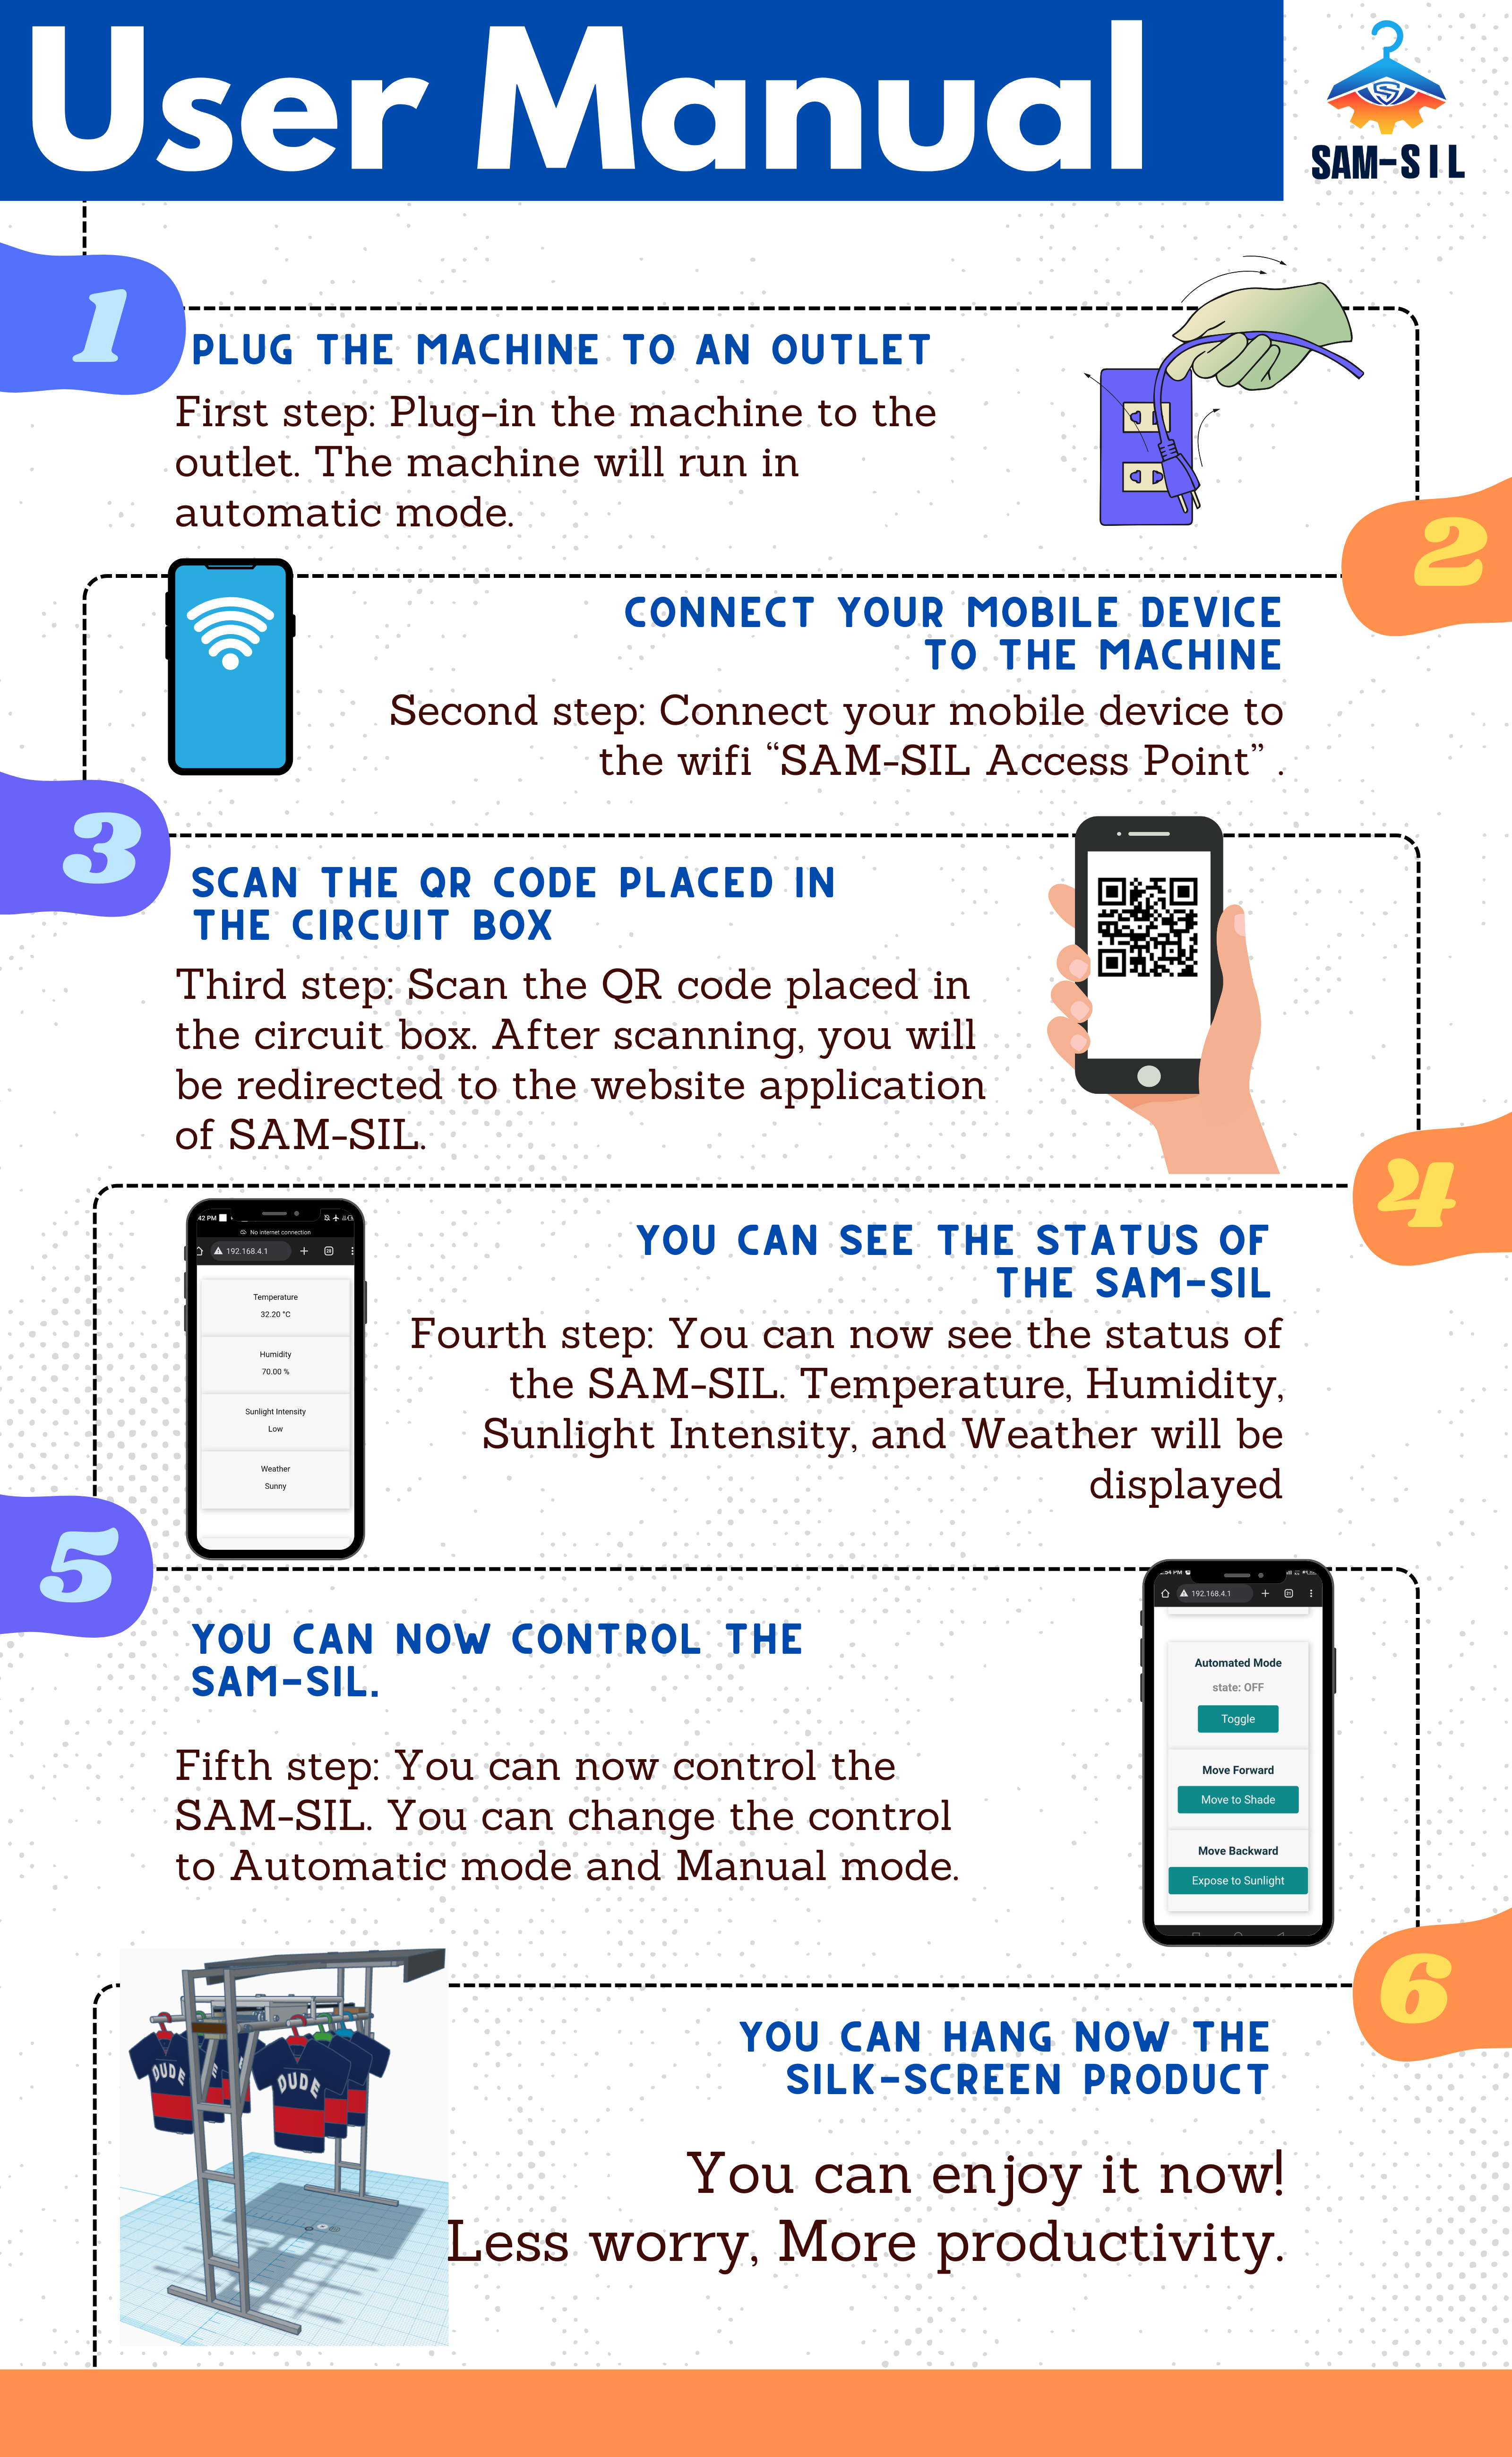 User Manual
SAM-SIL
1
PLUG THE MACHINE TO AN OUTLET
First step: Plug-in the machine to the
outlet. The machine will run in
automatic mode.
2
CONNECT YOUR MOBILE DEVICE
TO THE MACHINE
Second step: Connect your mobile device to
the wifi “SAM-SIL Access Point” .
3
SCAN THE QR CODE PLACED IN
THE CIRCUIT BOX
Third step: Scan the QR code placed in
the circuit box. After scanning, you will
be redirected to the website application
of SAM-SIL.
4
42 PM
No internet connection
192.168.4.1
Temperature
32.20 °C
Humidity
70.00 %
Sunlight Intensity
Low
Weather
Sunny
YOU CAN SEE THE STATUS OF
THE SAM-SIL
Fourth step: You can now see the status of
the SAM-SIL. Temperature, Humidity,
Sunlight Intensity, and Weather will be
displayed
5
YOU CAN NOW CONTROL THE
SAM-SIL.
Fifth step: You can now control the
SAM-SIL. You can change the control
to Automatic mode and Manual mode.
192.168.4.1
Automated Mode
state: OFF
Toggle
Move Forward
Move to Shade
Move Backward
Expose to Sunlight
6
DUDE
DUDE
YOU CAN HANG NOW THE
SILK-SCREEN PRODUCT
You can enjoy it now!
Less worry, More productivity.